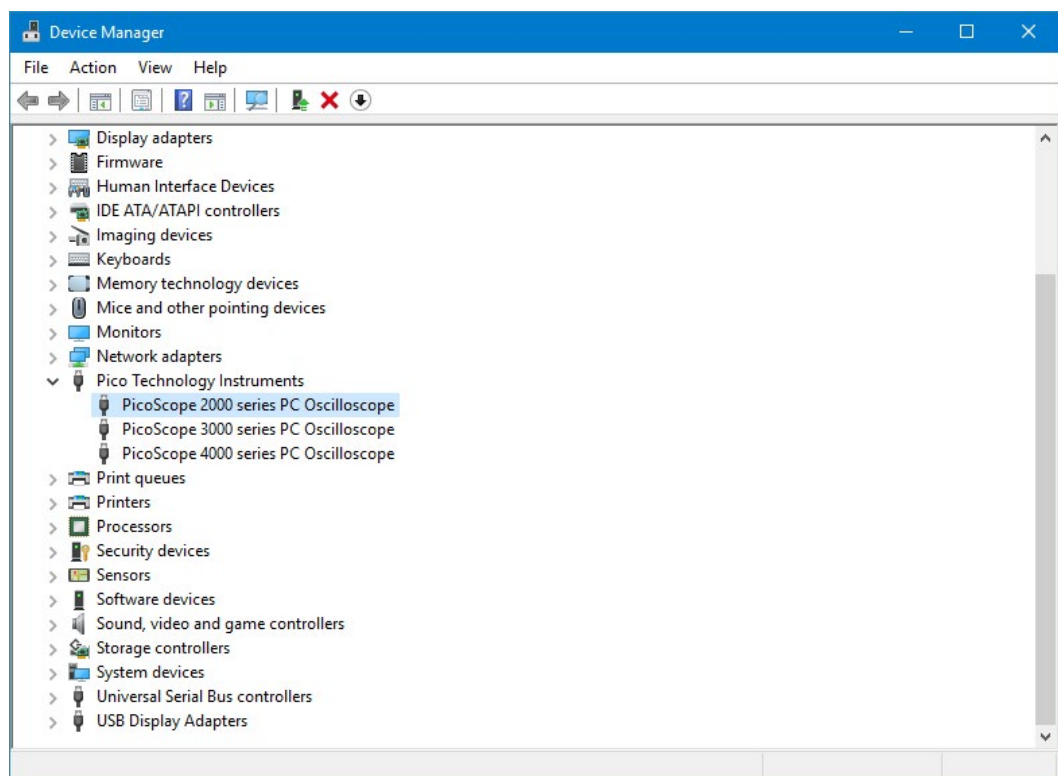 Device Manager
File Action View Help
Display adapters
Firmware
Human Interface Devices
IDE ATA/ATAPI controllers
Imaging devices
Keyboards
Memory technology devices
Mice and other pointing devices
Monitors
Network adapters
Pico Technology Instruments
PicoScope 2000 series PC Oscilloscope
PicoScope 3000 series PC Oscilloscope
PicoScope 4000 series PC Oscilloscope
Print queues
Printers
Processors
Security devices
Sensors
Software devices
Sound, video and game controllers
Storage controllers
System devices
Universal Serial Bus controllers
USB Display Adapters